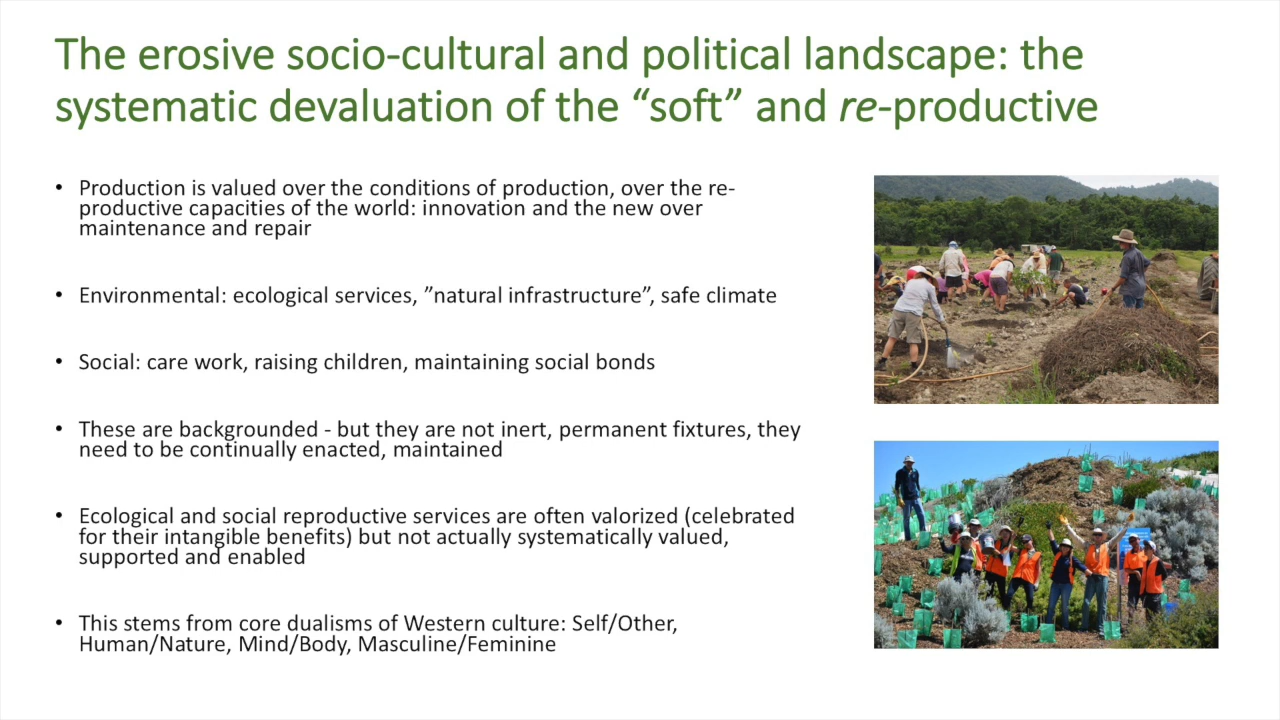 The erosive socio-cultural and political landscape: the
systematic devaluation of the “soft” and re-productive
• Production is valued over the conditions of production, over the re-
productive capacities of the world: innovation and the new over
maintenance and repair
• Environmental: ecological services, ”natural infrastructure”, safe climate
• Social: care work, raising children, maintaining social bonds
• These are backgrounded - but they are not inert, permanent fixtures, they
need to be continually enacted, maintained
• Ecological and social reproductive services are often valorized (celebrated
for their intangible benefits) but not actually systematically valued,
supported and enabled
• This stems from core dualisms of Western culture: Self/Other,
Human/Nature, Mind/Body, Masculine/Feminine